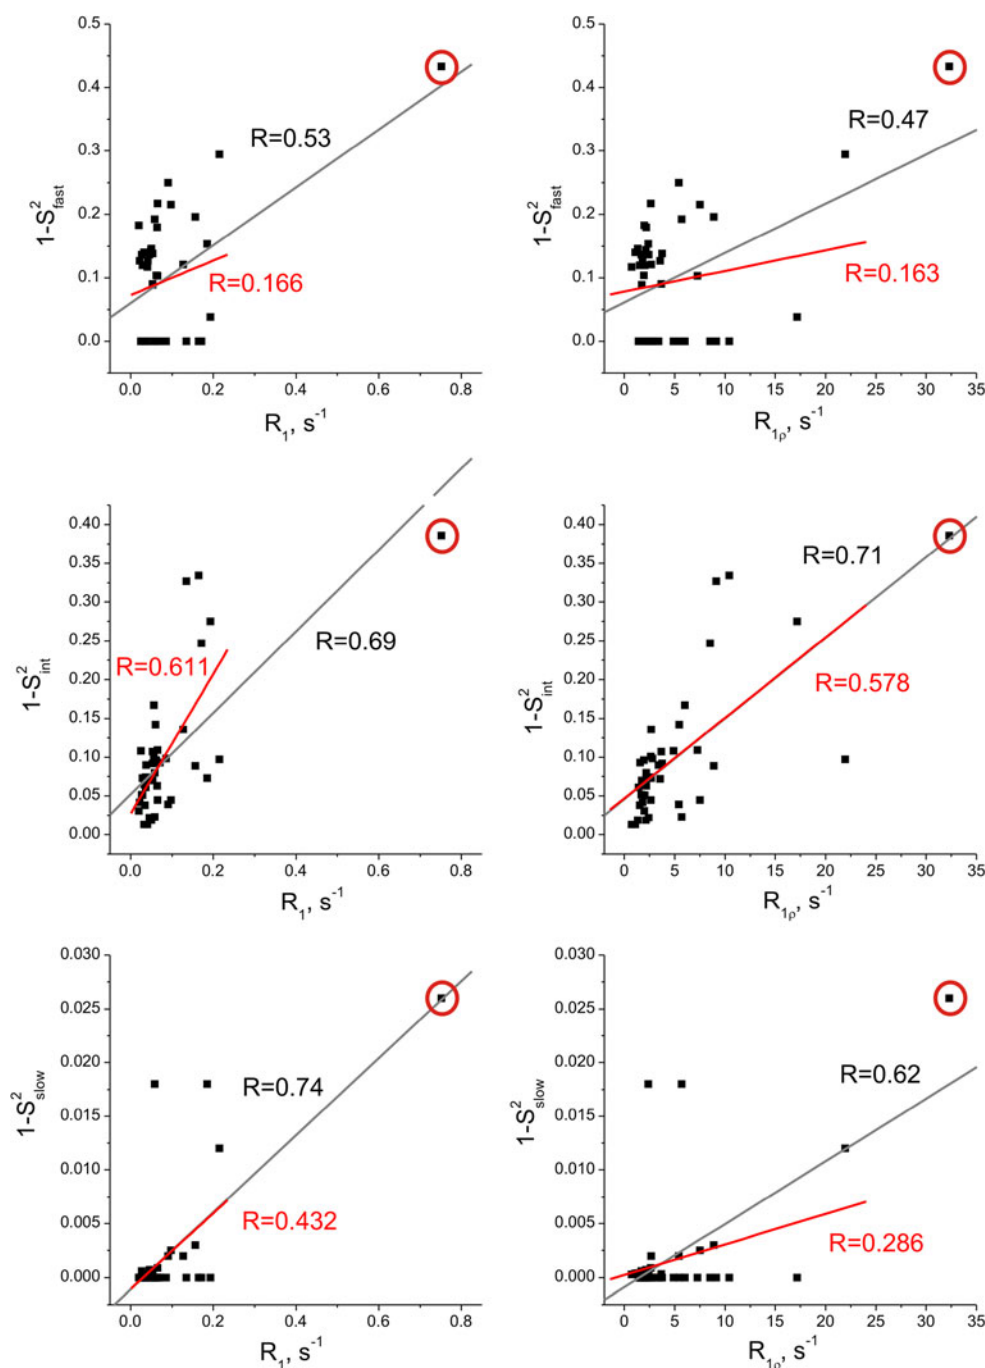 0.5
0.4
0.3
0.2
0.1
0.0
1-S²fast
R=0.53
R=0.166
0.0 0.2 0.4 0.6 0.8
R₁, s⁻¹
0.5
0.4
0.3
0.2
0.1
0.0
1-S²fast
R=0.47
R=0.163
0 5 10 15 20 25 30 35
R₁ρ, s⁻¹
0.40
0.35
0.30
0.25
0.20
0.15
0.10
0.05
0.00
1-S²int
R=0.611
R=0.69
0.0 0.2 0.4 0.6 0.8
R₁, s⁻¹
0.40
0.35
0.30
0.25
0.20
0.15
0.10
0.05
0.00
1-S²int
R=0.71
R=0.578
0 5 10 15 20 25 30 35
R₁ρ, s⁻¹
0.030
0.025
0.020
0.015
0.010
0.005
0.000
1-S²slow
R=0.74
R=0.432
0.0 0.2 0.4 0.6 0.8
R₁, s⁻¹
0.030
0.025
0.020
0.015
0.010
0.005
0.000
1-S²slow
R=0.62
R=0.286
0 5 10 15 20 25 30 35
R₁ρ, s⁻¹